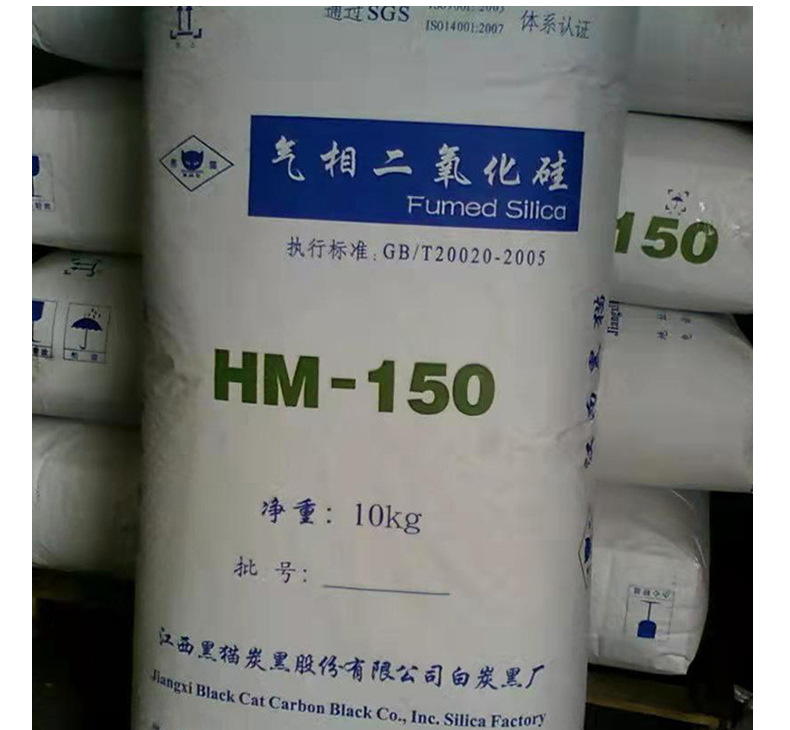 通过SGS
ISO14001:2007
体系认证
气相二氧化硅
Fumed Silica
执行标准:GB/T20020-2005
HM-150
净重: 10kg
批号:
江西黑猫炭黑股份有限公司白炭黑厂
Jiangxi Black Cat Carbon Black Co., Inc. Silica Factory
150
Jiangxi